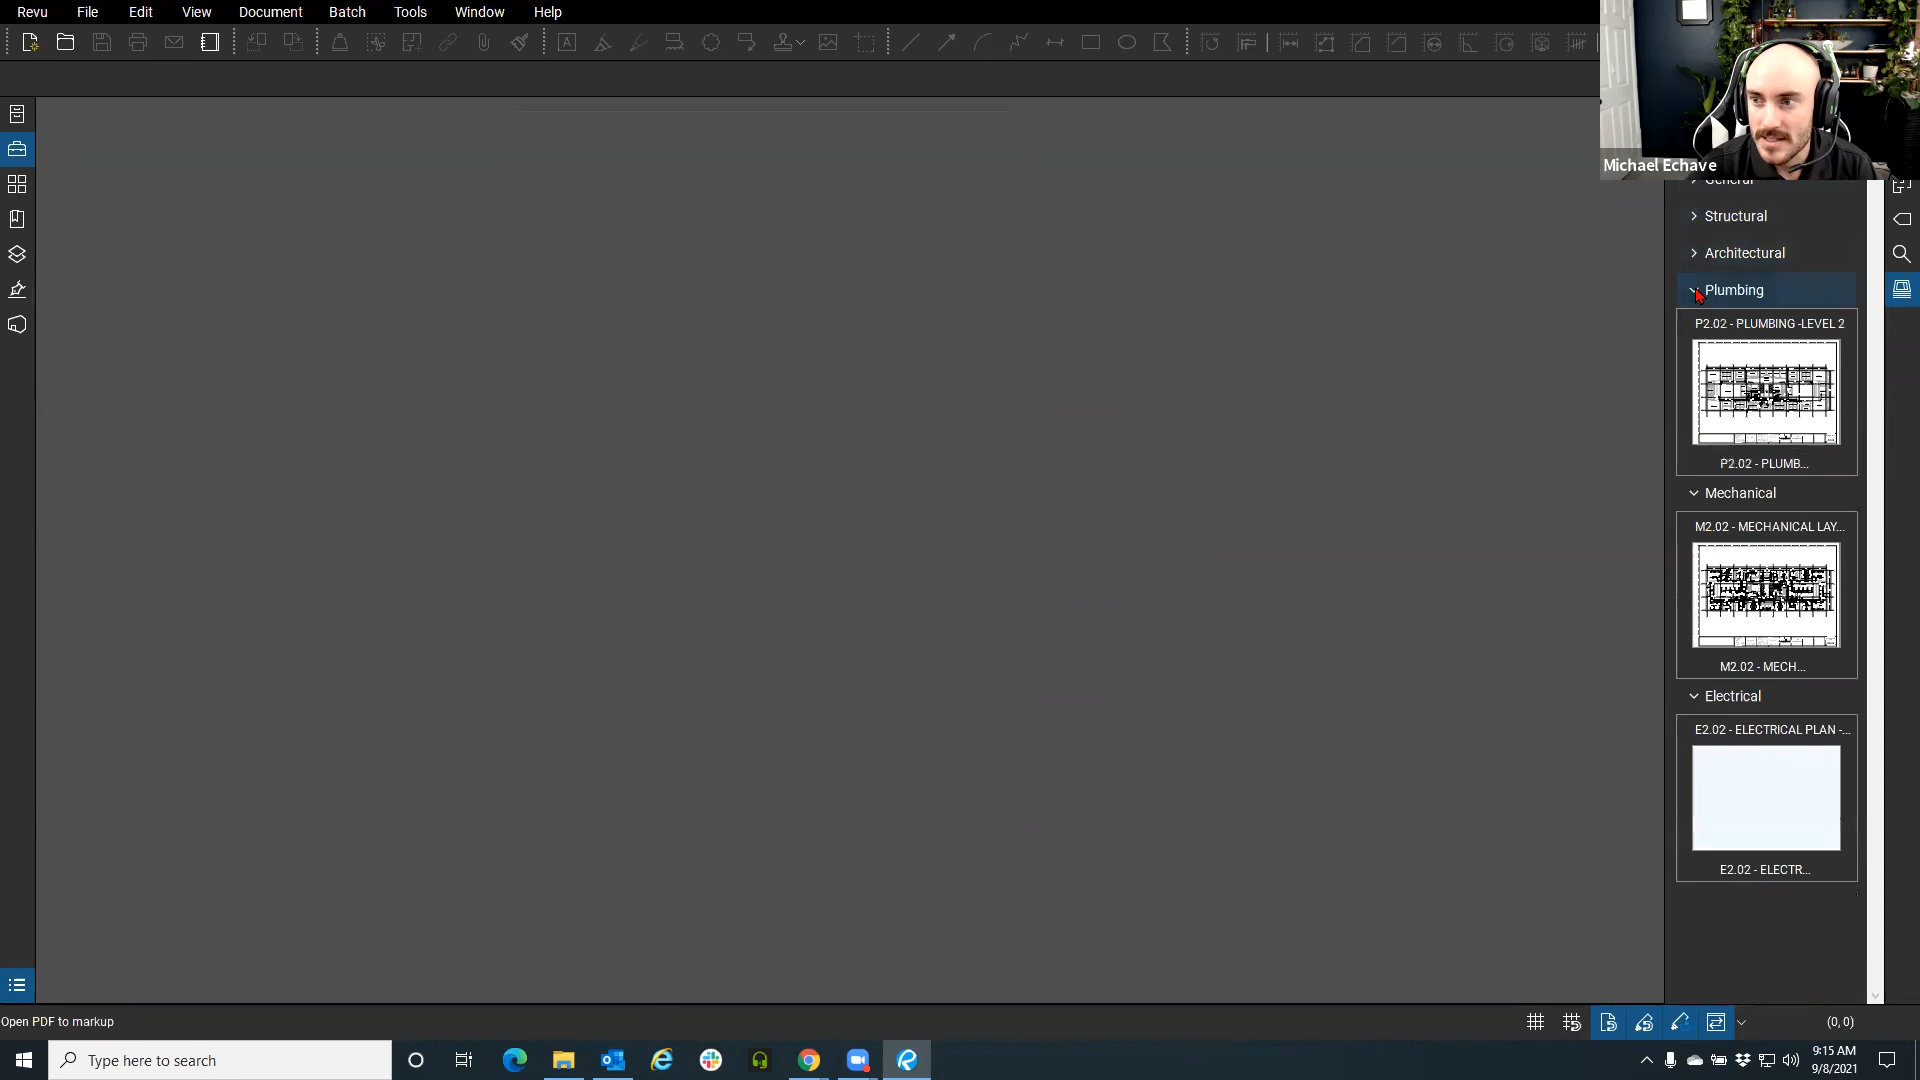 Revu File Edit View Document Batch Tools Window Help
Michael Echave
General
Structural
Architectural
Plumbing
P2.02 - PLUMBING -LEVEL 2
P2.02 - PLUMB...
Mechanical
M2.02 - MECHANICAL LAY...
M2.02 - MECH...
Electrical
E2.02 - ELECTRICAL PLAN -...
E2.02 - ELECTR...
Open PDF to markup
(0, 0)
Type here to search
9:15 AM
9/8/2021